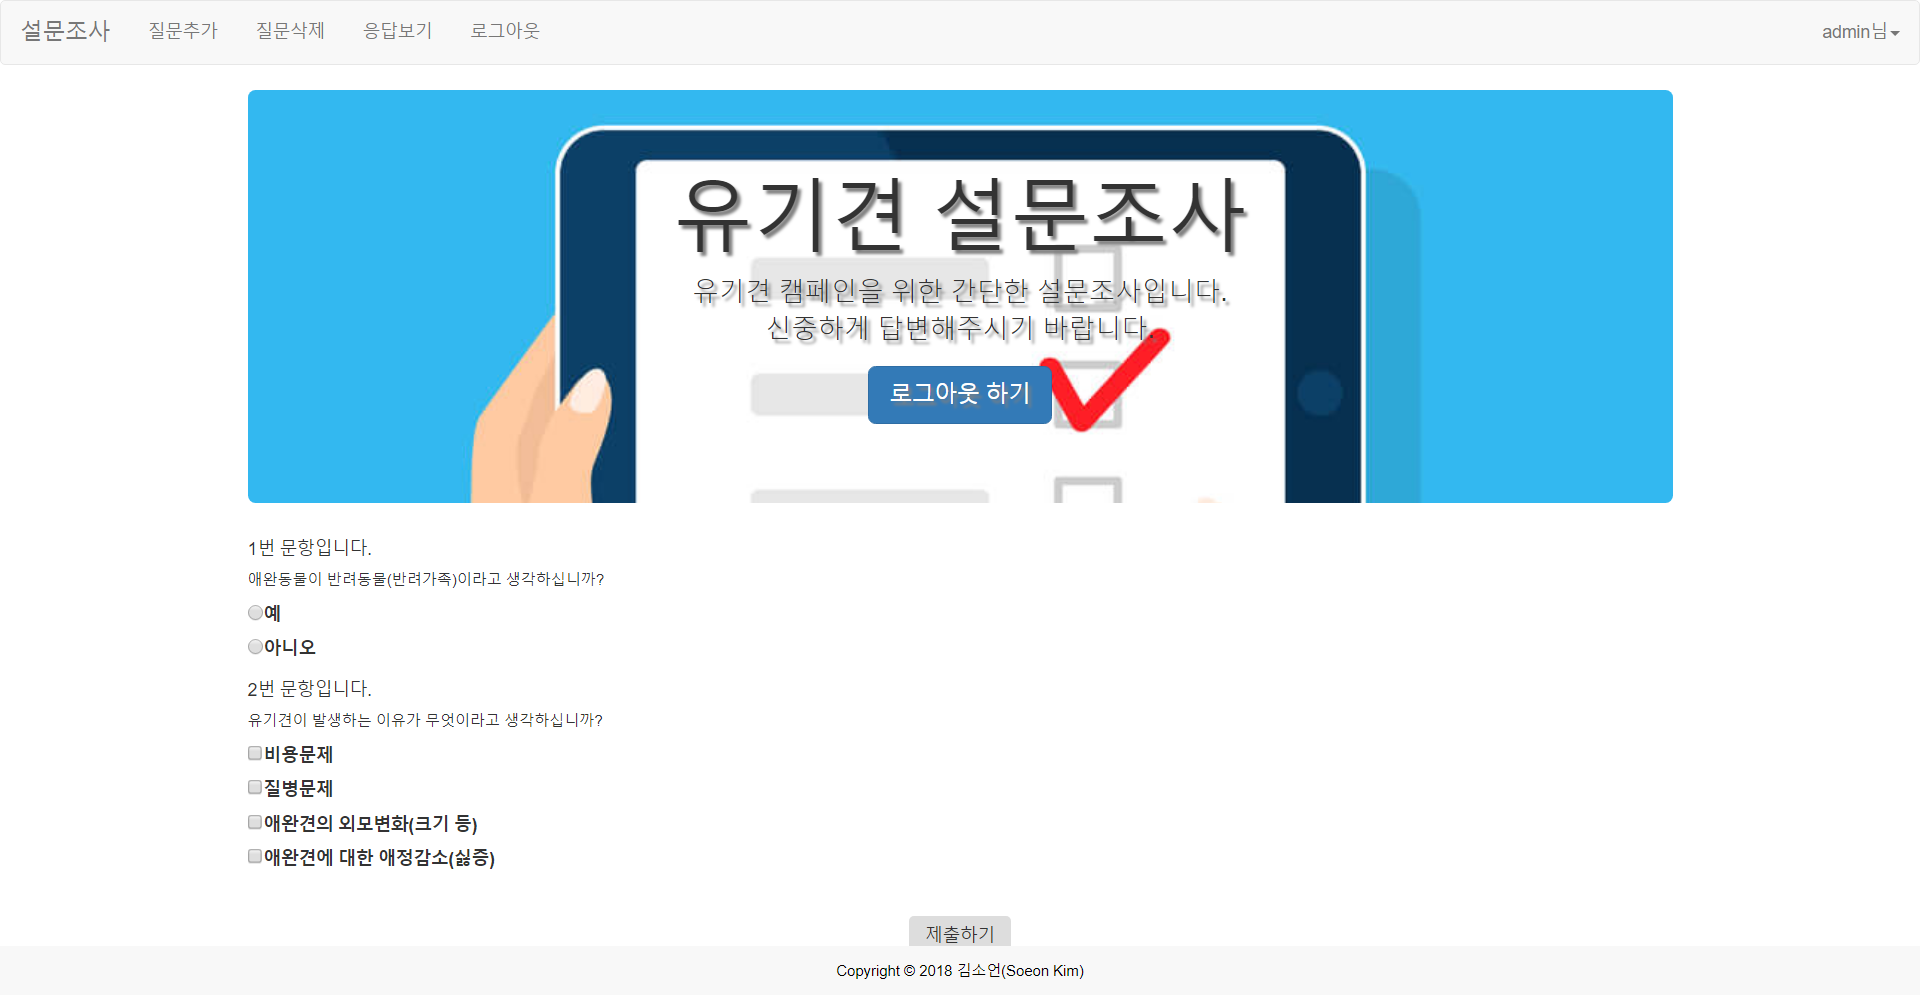 설문조사 질문추가 질문삭제 응답보기 로그아웃 admin님
유기견 설문조사
유기견 캠페인을 위한 간단한 설문조사입니다.
신중하게 답변해주시기 바랍니다.
로그아웃 하기
1번 문항입니다.
애완동물이 반려동물(반려가족)이라고 생각하십니까?
예
아니오
2번 문항입니다.
유기견이 발생하는 이유가 무엇이라고 생각하십니까?
비용문제
질병문제
애완견의 외모변화(크기 등)
애완견에 대한 애정감소(싫증)
제출하기
Copyright © 2018 김소언(Soeon Kim)